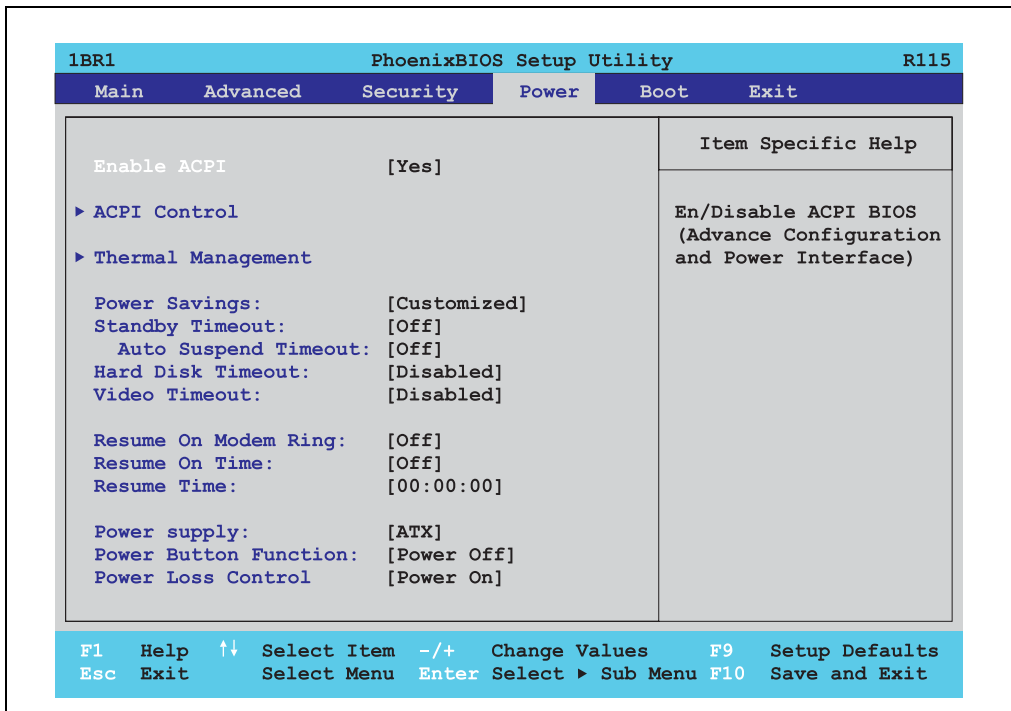 1BR1 PhoenixBIOS Setup Utility R115
Main Advanced Security Power Boot Exit
Item Specific Help
Enable ACPI [Yes]
▶ ACPI Control
▶ Thermal Management
En/Disable ACPI BIOS
(Advance Configuration
and Power Interface)
Power Savings: [Customized]
Standby Timeout: [Off]
Auto Suspend Timeout: [Off]
Hard Disk Timeout: [Disabled]
Video Timeout: [Disabled]
Resume On Modem Ring: [Off]
Resume On Time: [Off]
Resume Time: [00:00:00]
Power supply: [ATX]
Power Button Function: [Power Off]
Power Loss Control [Power On]
F1 Help ↑↓ Select Item -/+ Change Values F9 Setup Defaults
Esc Exit Select Menu Enter Select ▶ Sub Menu F10 Save and Exit